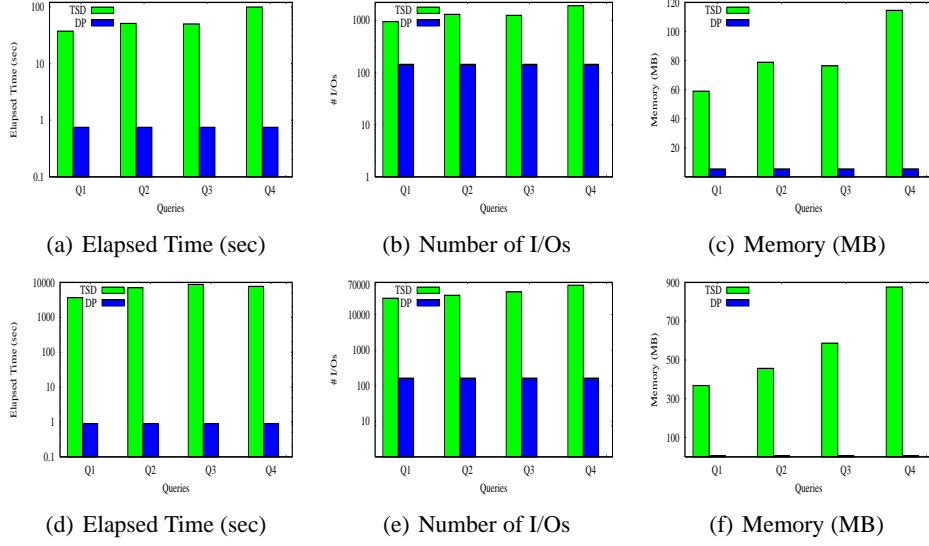 Elapsed Time (sec)
100
10
1
0.1
TSD
DP
Q1 Q2 Q3 Q4
Queries
(a) Elapsed Time (sec)
# I/Os
1000
100
10
1
TSD
DP
Q1 Q2 Q3 Q4
Queries
(b) Number of I/Os
Memory (MB)
120
100
80
60
40
20
TSD
DP
Q1 Q2 Q3 Q4
Queries
(c) Memory (MB)
Elapsed Time (sec)
10000
1000
100
10
1
0.1
TSD
DP
Q1 Q2 Q3 Q4
Queries
(d) Elapsed Time (sec)
# I/Os
70000
10000
1000
100
10
TSD
DP
Q1 Q2 Q3 Q4
Queries
(e) Number of I/Os
Memory (MB)
900
700
500
300
100
TSD
DP
Q1 Q2 Q3 Q4
Queries
(f) Memory (MB)